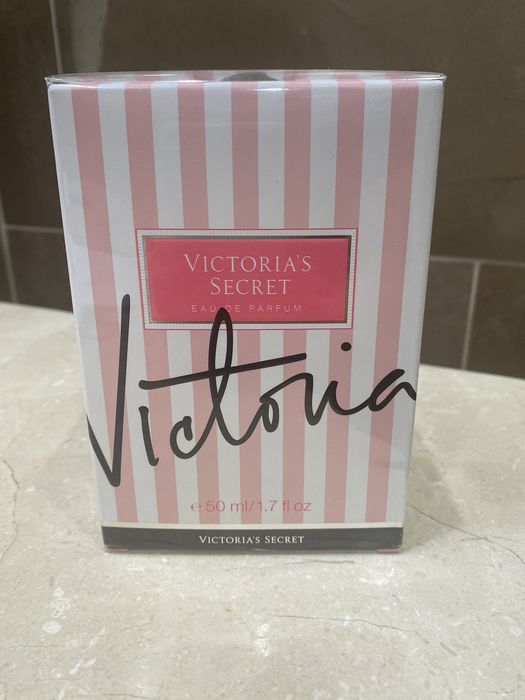 VICTORIA'S
SECRET
EAU DE PARFUM
Victoria
e 50 ml/1.7 fl oz
VICTORIA'S SECRET